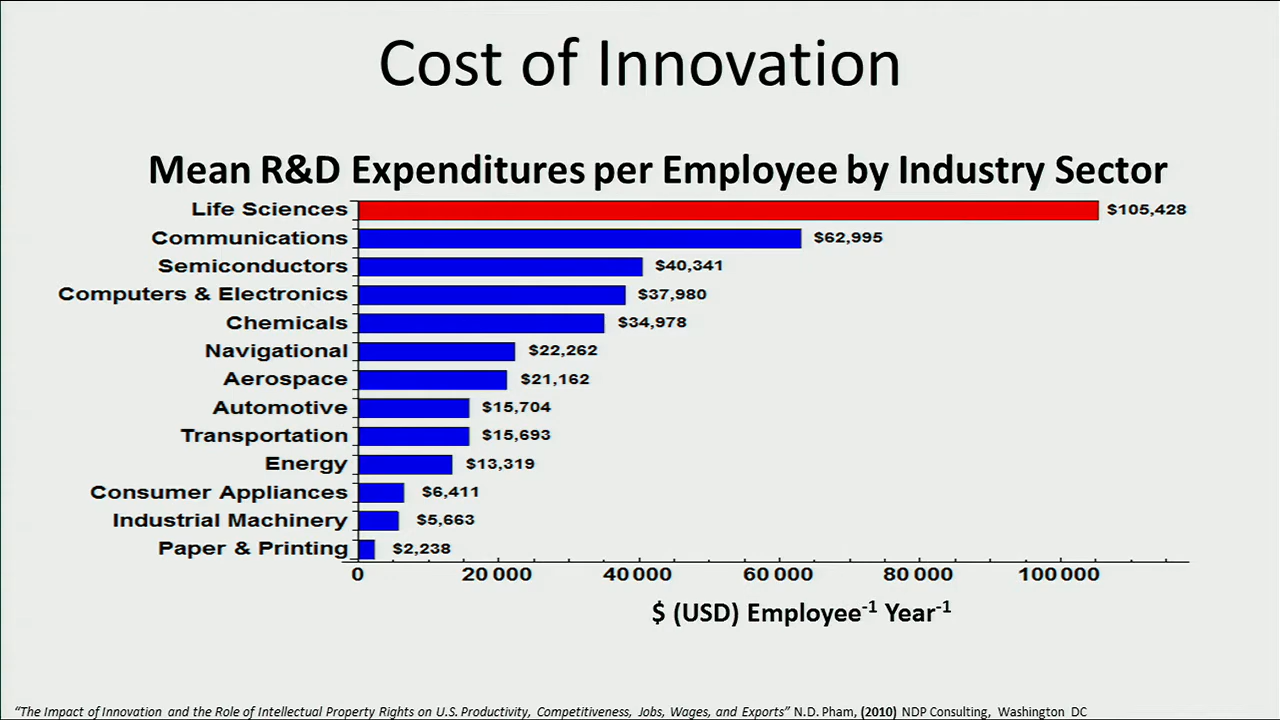 Cost of Innovation
Mean R&D Expenditures per Employee by Industry Sector
Life Sciences $105,428
Communications $62,995
Semiconductors $40,341
Computers & Electronics $37,980
Chemicals $34,978
Navigational $22,262
Aerospace $21,162
Automotive $15,704
Transportation $15,693
Energy $13,319
Consumer Appliances $6,411
Industrial Machinery $5,663
Paper & Printing $2,238
0 20 000 40 000 60 000 80 000 100 000
$ (USD) Employee⁻¹ Year⁻¹
“The Impact of Innovation and the Role of Intellectual Property Rights on U.S. Productivity, Competitiveness, Jobs, Wages, and Exports” N.D. Pham, (2010) NDP Consulting, Washington DC